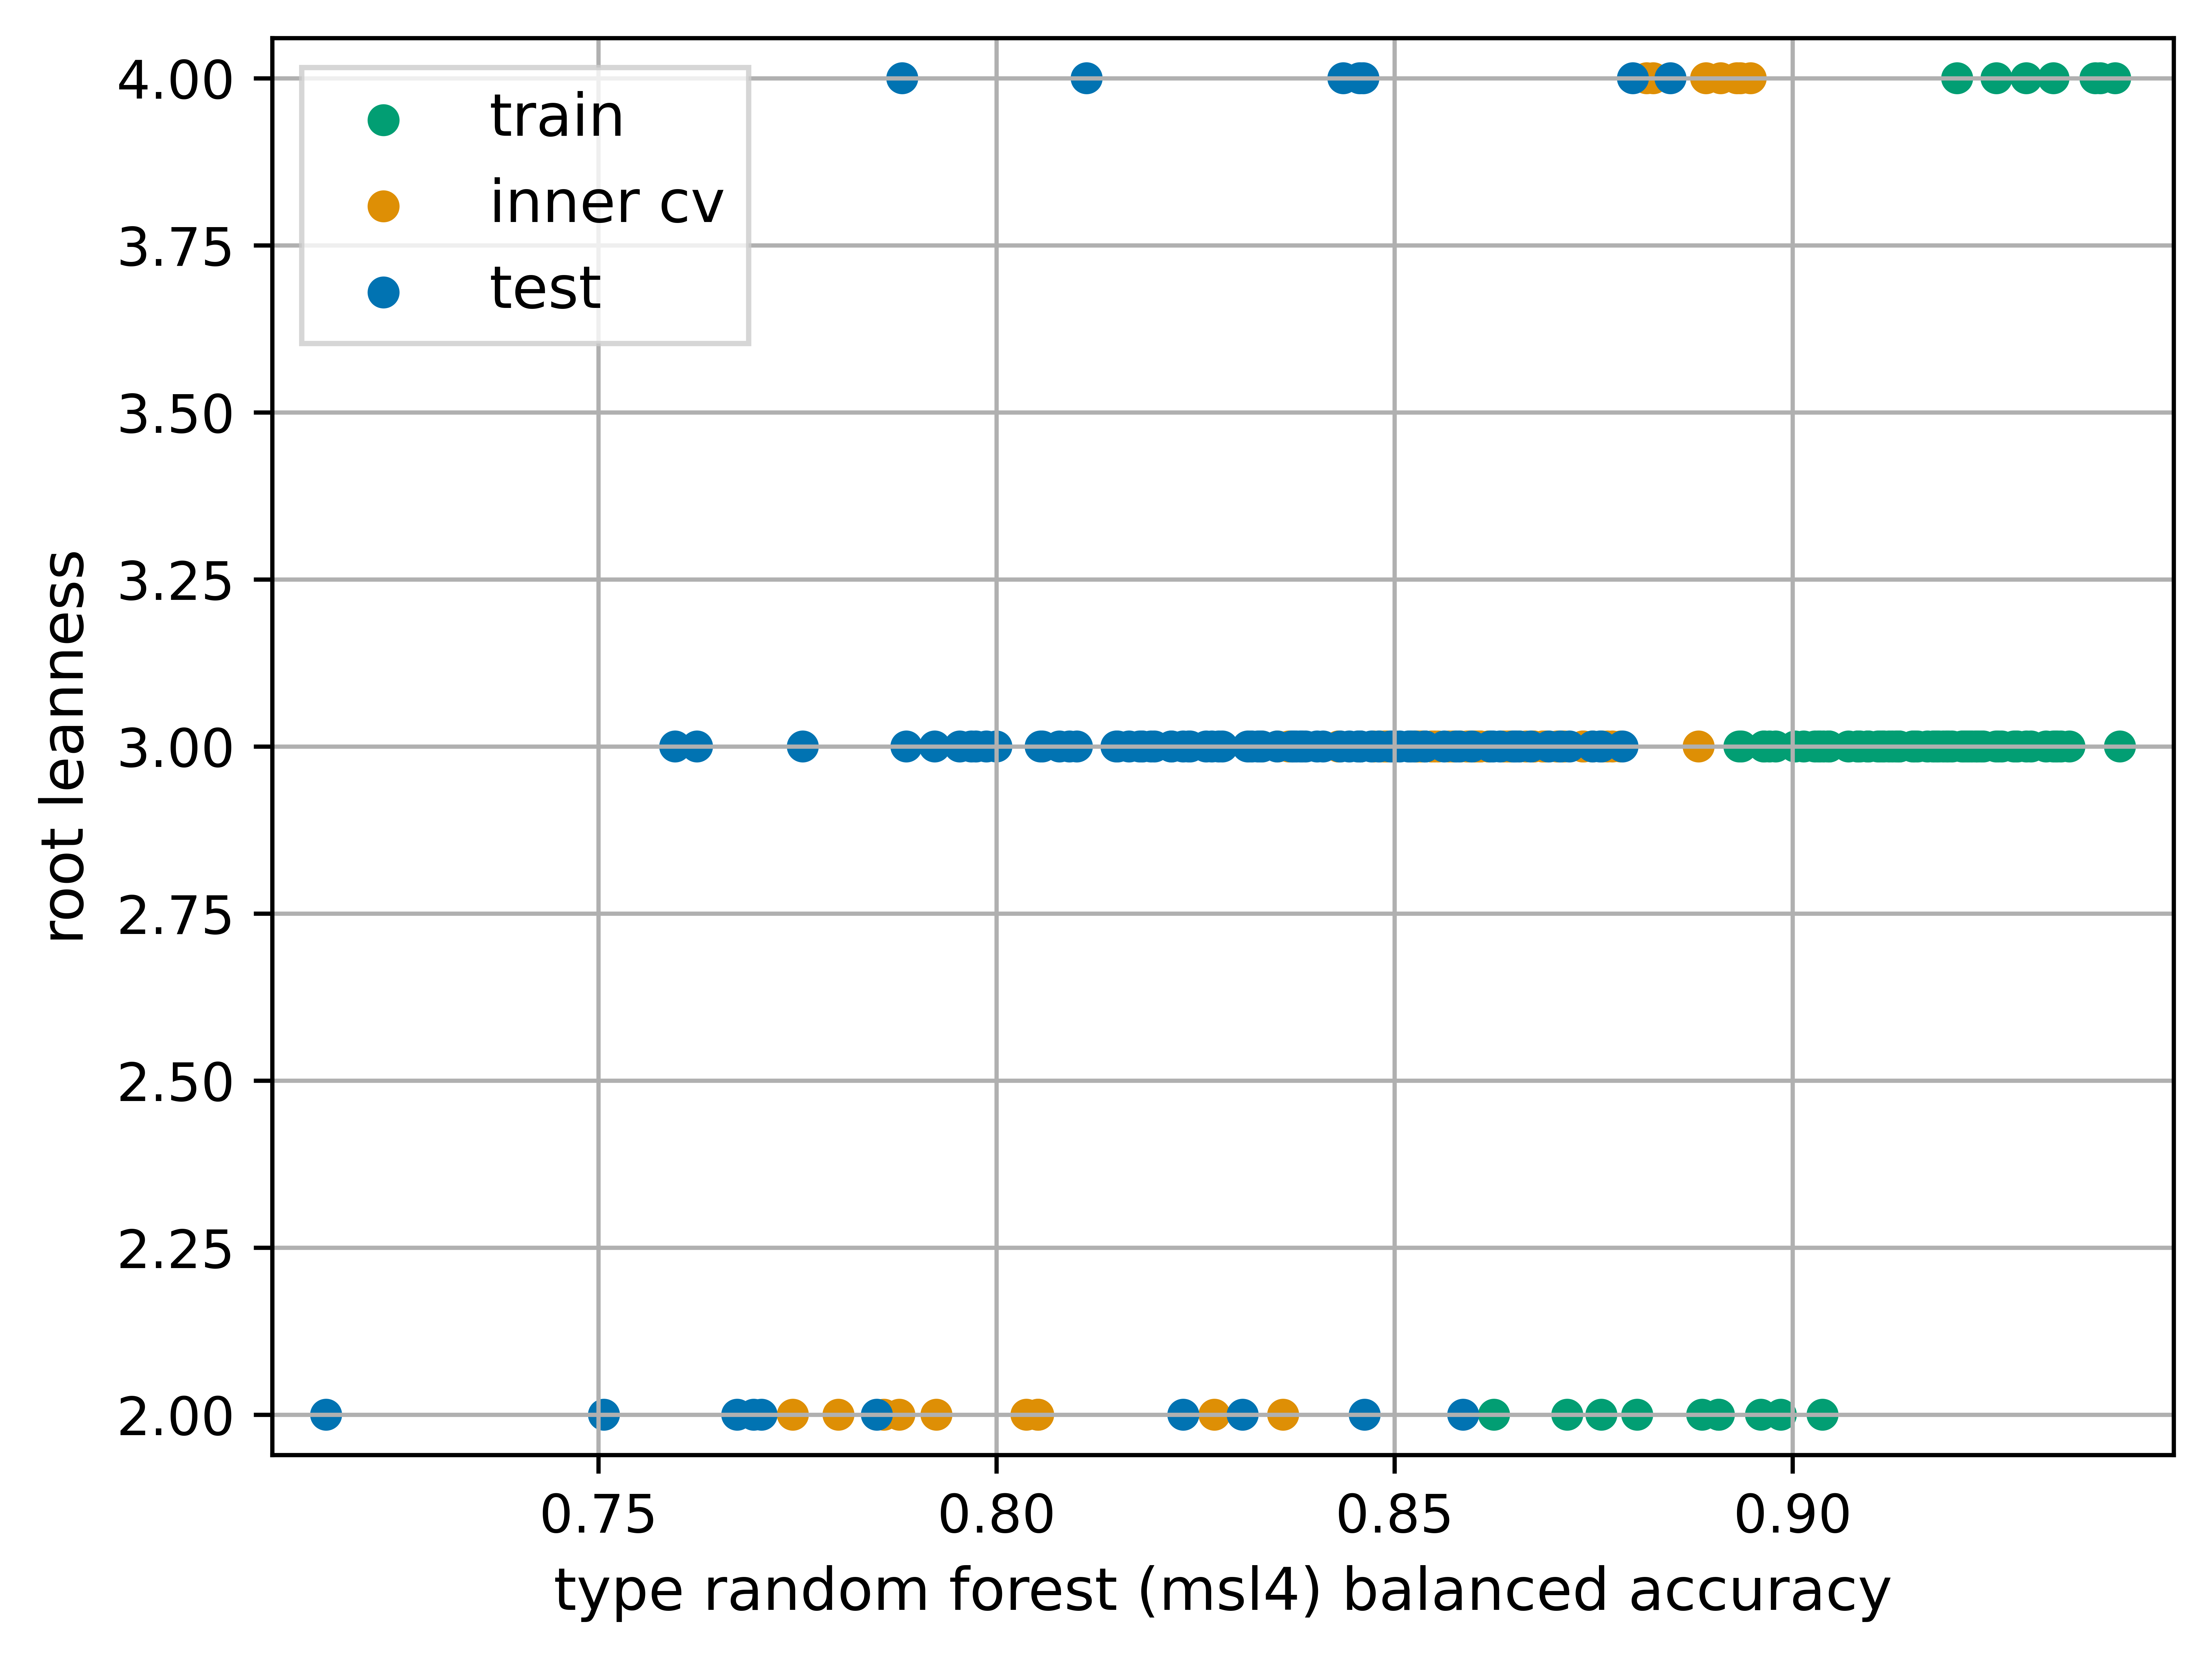 train
inner cv
test
4.00
3.75
3.50
3.25
3.00
2.75
2.50
2.25
2.00
root leanness
0.75
0.80
0.85
0.90
type random forest (msl4) balanced accuracy